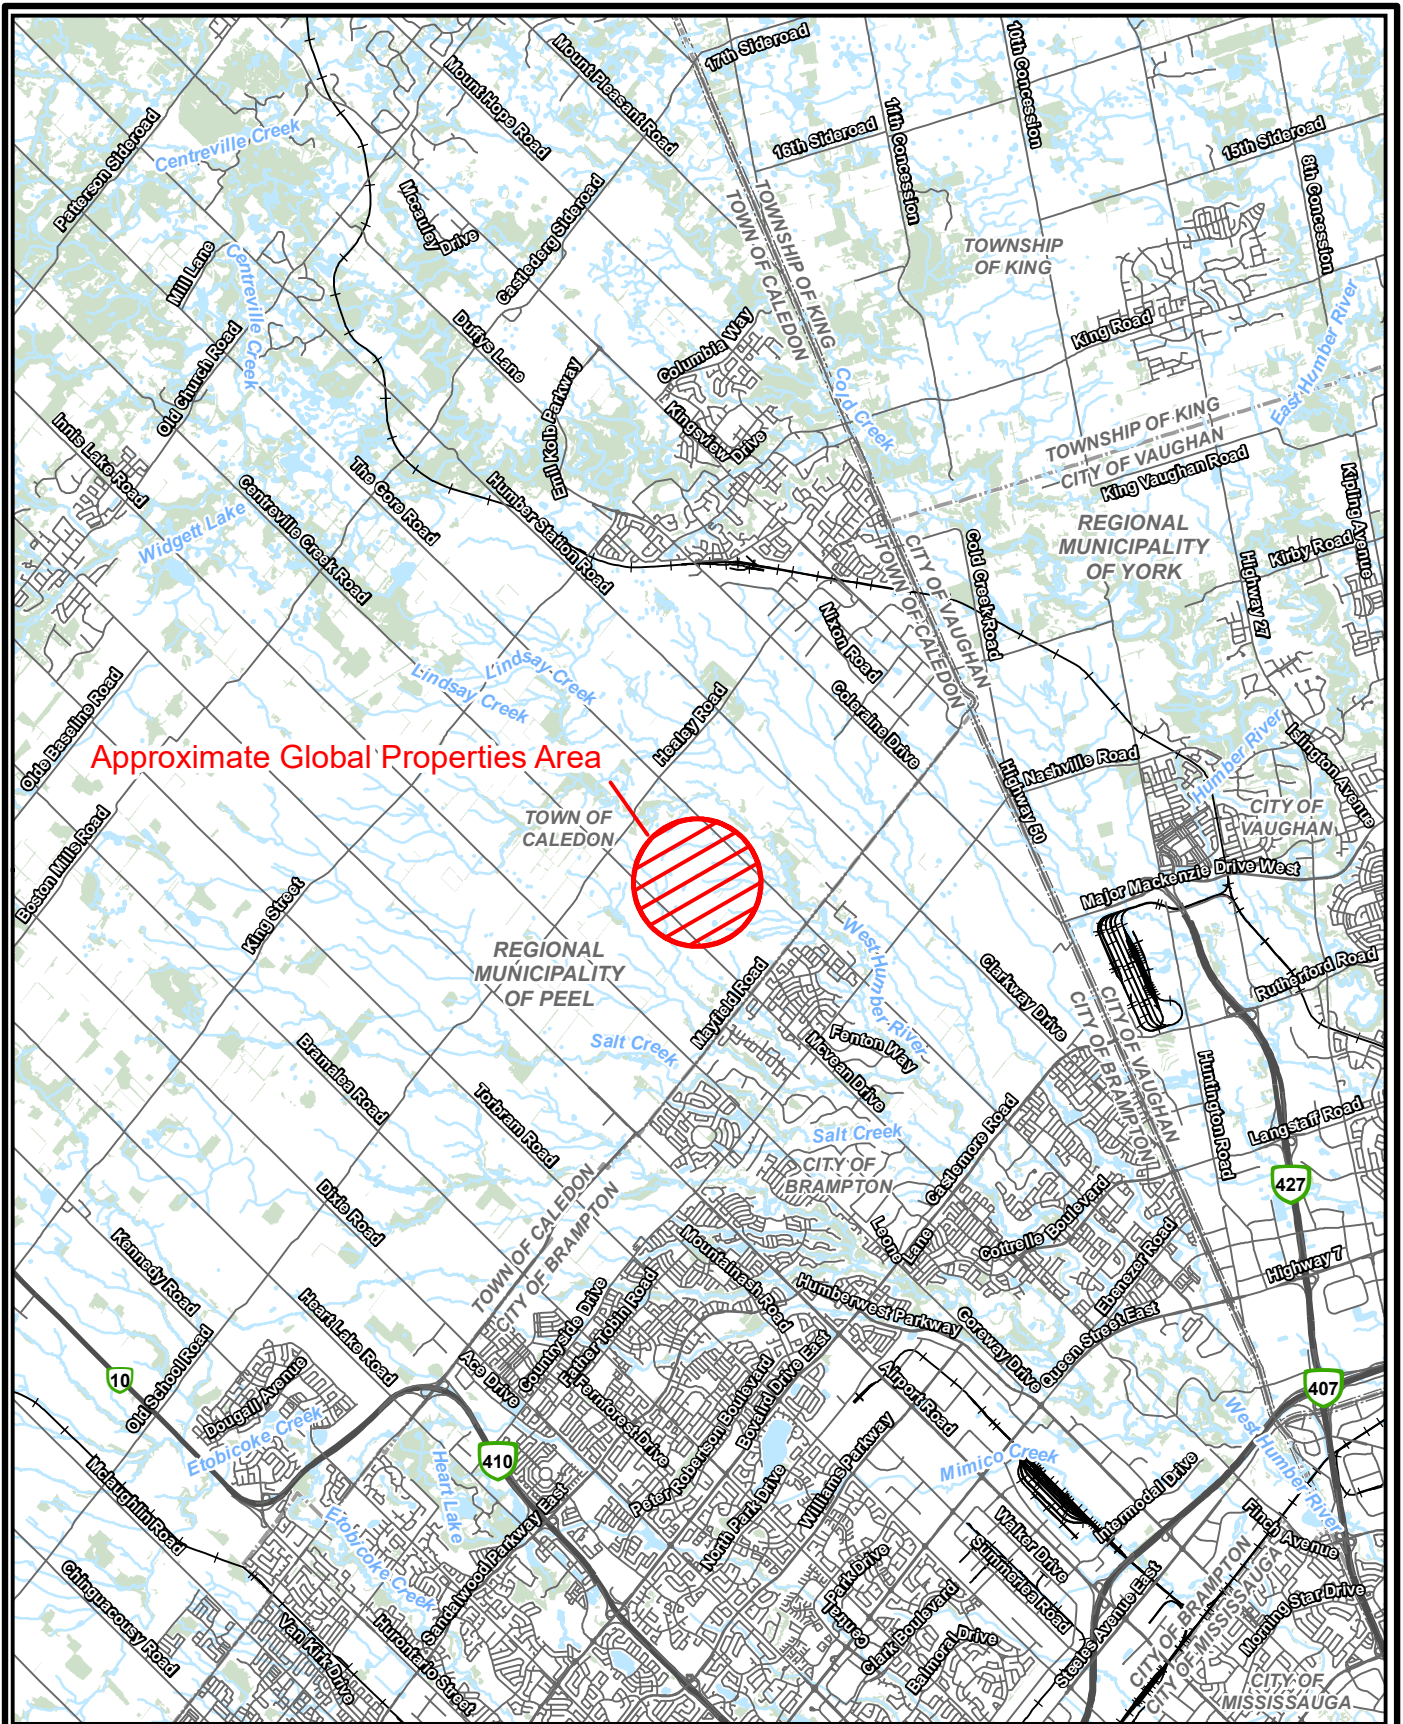 17th Sideroad
10th Concession
Mount Pleasant Road
Mount Hope Road
11th Concession
16th Sideroad
15th Sideroad
8th Concession
Patterson Sideroad
Centreville Creek
Mccauley
Drive
Castlederg Sideroad
TOWNSHIP OF KING
TOWN OF CALEDON
TOWNSHIP
OF KING
Mill Lane
Centreville Creek
Old Church Road
Duffys Lane
Columbia Way
King Road
East Humber River
Emil Kolb Parkway
Kingsview
Drive
Cold Creek
TOWNSHIP OF KING
CITY OF VAUGHAN
King Vaughan Road
Kipling Avenue
Innis Lake Road
Widgett Lake
Centreville Creek Road
The Gore Road
Humber Station Road
REGIONAL
MUNICIPALITY
OF YORK
Kirby Road
Highway 27
CITY OF VAUGHAN
TOWN OF CALEDON
Cold Creek Road
Nixon Road
Lindsay Creek
Lindsay Creek
Healey Road
Coleraine Drive
Olde Baseline Road
Approximate Global Properties Area
Highway 50
Nashville Road
Humber River
Islington Avenue
CITY OF
VAUGHAN
TOWN OF
CALEDON
Boston Mills Road
King Street
Major Mackenzie Drive West
REGIONAL
MUNICIPALITY
OF PEEL
Mayfield Road
West Humber River
Clarkway Drive
Rutherford Road
CITY OF VAUGHAN
CITY OF BRAMPTON
Salt Creek
Fenton Way
Mcvean Drive
Bramalea Road
Torbram Road
Huntington Road
Langstaff Road
Salt Creek
Castlemore Road
CITY OF
BRAMPTON
427
TOWN OF CALEDON
CITY OF BRAMPTON
Dixie Road
Leone
Lane
Cottrelle Boulevard
Ebenezer Road
Highway 7
Kennedy Road
Heart Lake Road
Mountainash Road
Humberwest Parkway
Goreway Drive
Queen Street East
Countryside Drive
Father Tobin Road
Ace Drive
10
Old School Road
Dougall Avenue
Etobicoke Creek
Fernforest Drive
Peter Robertson Boulevard
Bovaird Drive East
Airport Road
407
West Humber River
Williams Parkway
Mimico Creek
410
Heart Lake
Mclaughlin Road
Etobicoke Creek
Sandalwood Parkway East
North Park Drive
Intermodal Drive
Walker Drive
Summerlea Road
Finch Avenue
Chinguacousy Road
Van Kirk Drive
Hurontario Street
Central
Park Drive
Clark Boulevard
Balmoral Drive
Steeles Avenue East
CITY OF BRAMPTON
CITY OF MISSISSAUGA
Morning Star Drive
CITY OF
MISSISSAUGA